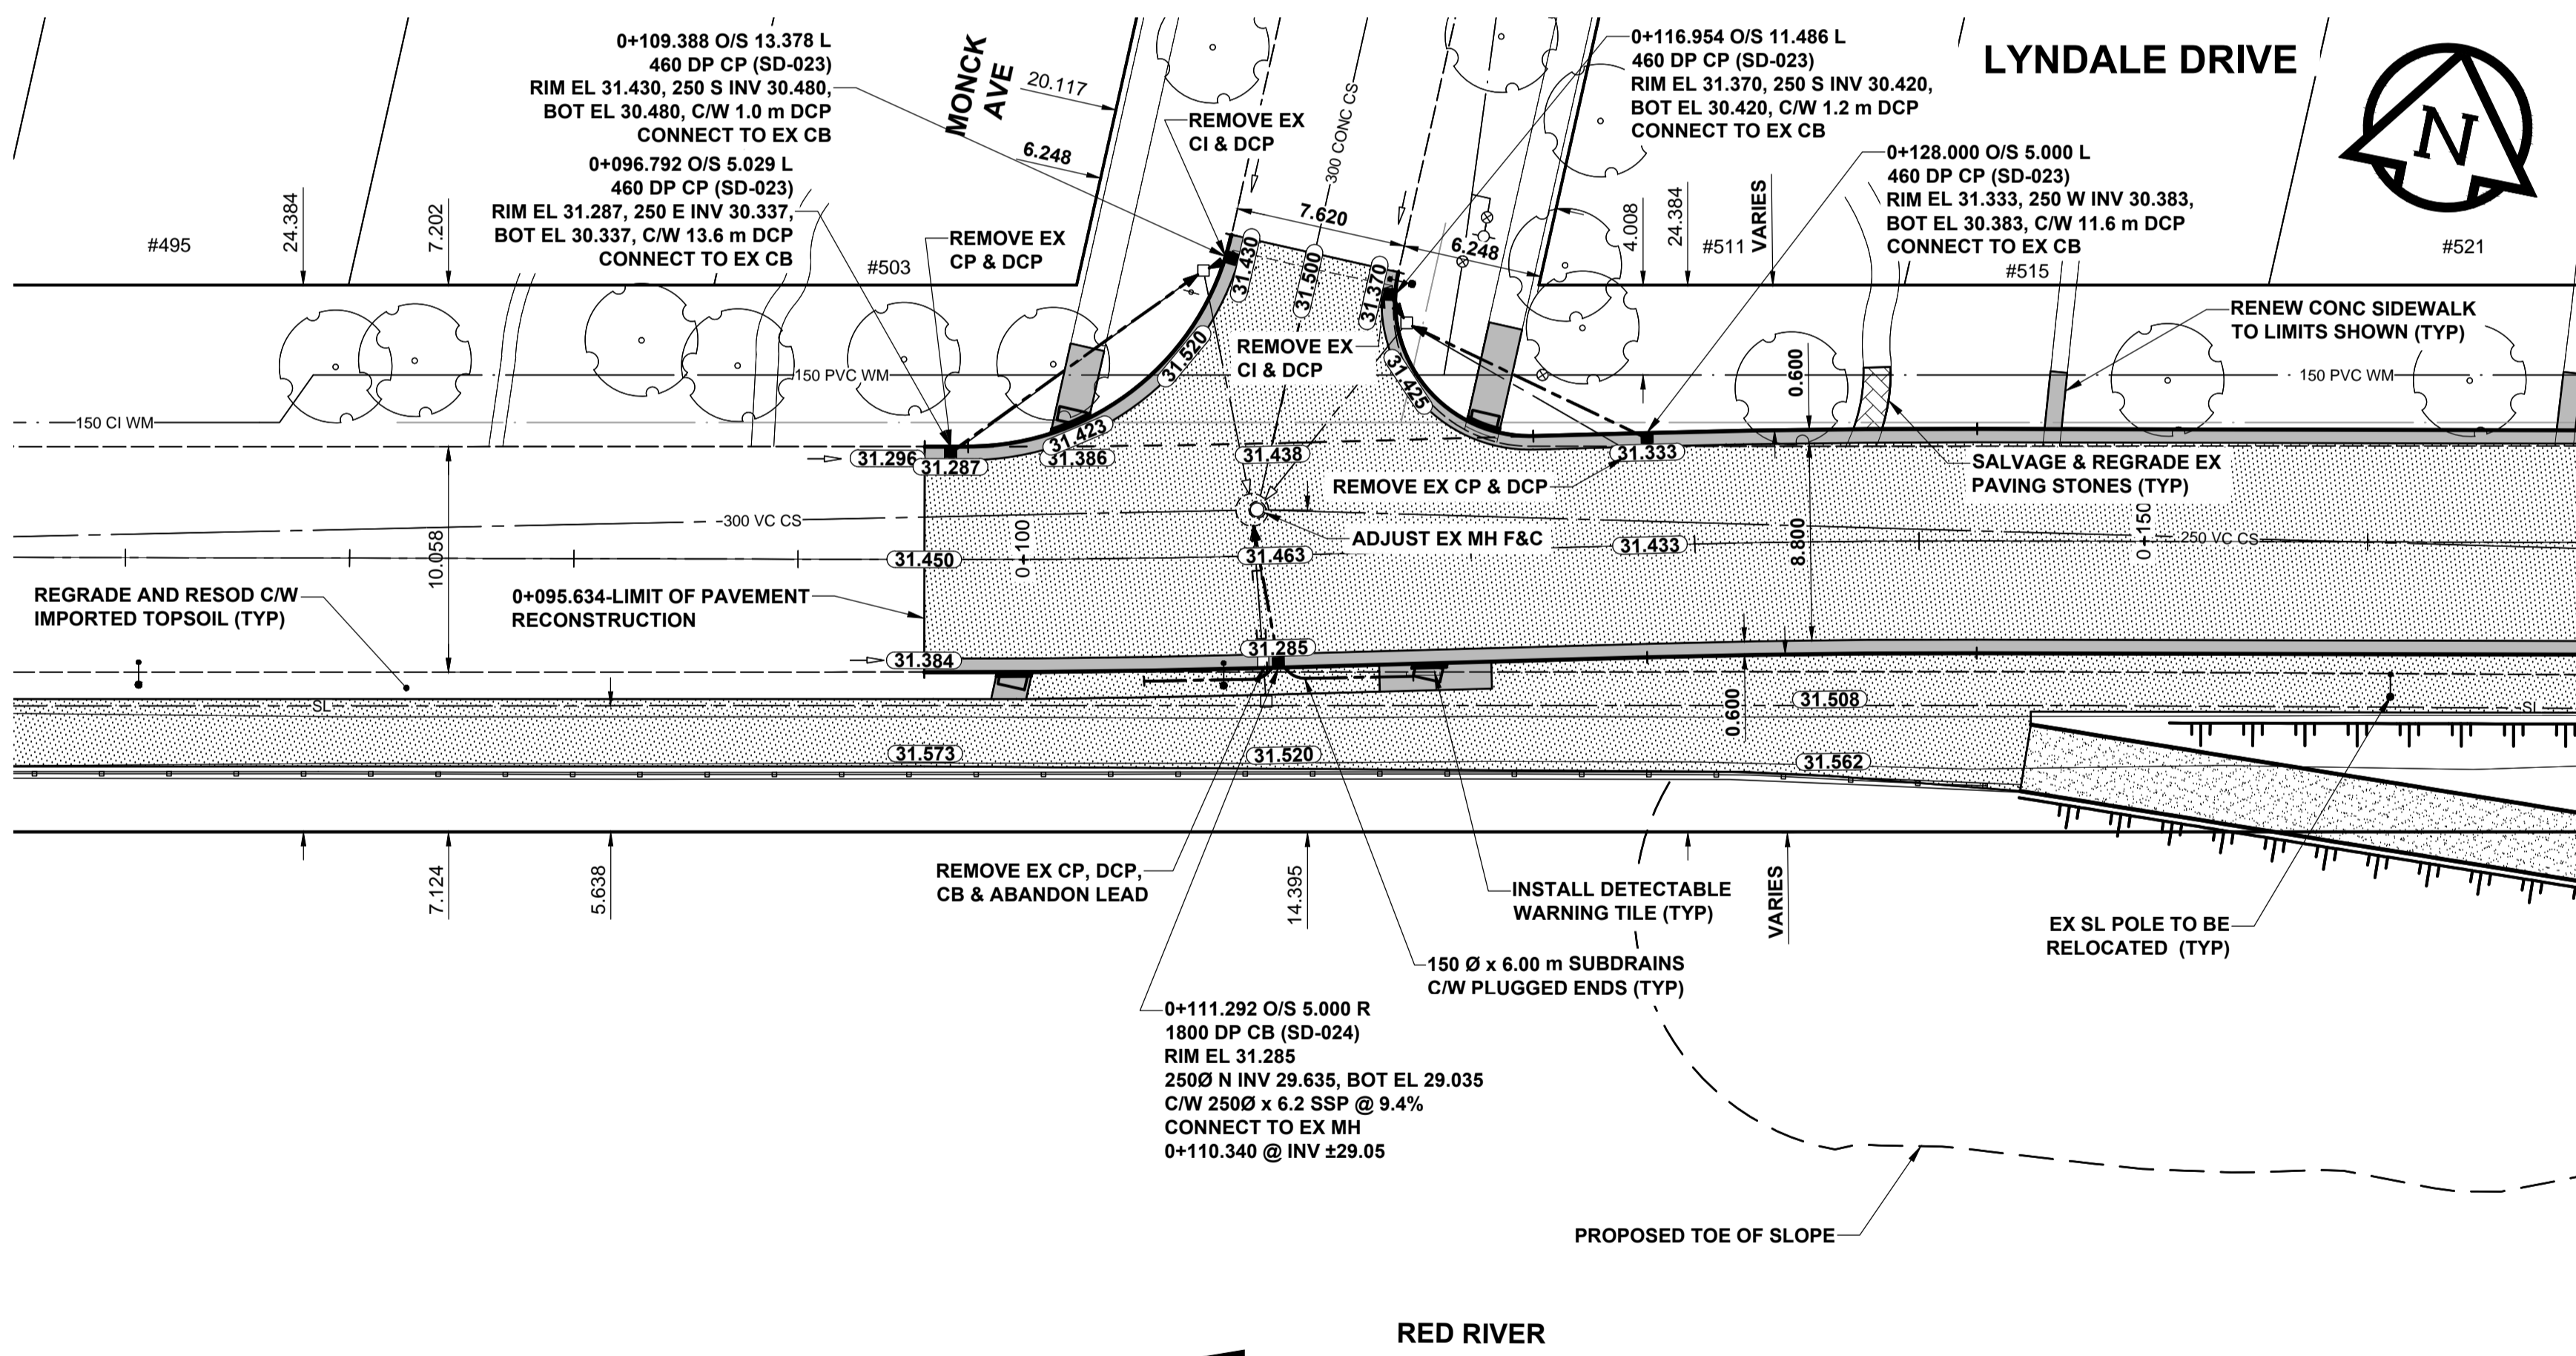 0+109.388 O/S 13.378 L
460 DP CP (SD-023)
RIM EL 31.430, 250 S INV 30.480,
BOT EL 30.480, C/W 1.0 m DCP
CONNECT TO EX CB
0+096.792 O/S 5.029 L
460 DP CP (SD-023)
RIM EL 31.287, 250 E INV 30.337,
BOT EL 30.337, C/W 13.6 m DCP
CONNECT TO EX CB
MONCK
AVE
20.117
6.248
REMOVE EX
CI & DCP
300 CONC CS
0+116.954 O/S 11.486 L
460 DP CP (SD-023)
RIM EL 31.370, 250 S INV 30.420,
BOT EL 30.420, C/W 1.2 m DCP
CONNECT TO EX CB
LYNDALE DRIVE
N
0+128.000 O/S 5.000 L
460 DP CP (SD-023)
RIM EL 31.333, 250 W INV 30.383,
BOT EL 30.383, C/W 11.6 m DCP
CONNECT TO EX CB
#495
24.384
7.202
#503
REMOVE EX
CP & DCP
7.620
6.248
4.008
24.384
#511
VARIES
#515
#521
31.430
31.500
31.370
RENEW CONC SIDEWALK
TO LIMITS SHOWN (TYP)
31.520
REMOVE EX
CI & DCP
31.425
0.600
150 PVC WM
150 PVC WM
150 CI WM
31.423
31.296
31.287
31.386
31.438
31.333
REMOVE EX CP & DCP
SALVAGE & REGRADE EX
PAVING STONES (TYP)
300 VC CS
10.058
31.450
0+100
31.463
ADJUST EX MH F&C
31.433
8.800
0+150
250 VC CS
REGRADE AND RESOD C/W
IMPORTED TOPSOIL (TYP)
0+095.634-LIMIT OF PAVEMENT
RECONSTRUCTION
31.384
31.285
SL
0.600
31.508
SL
31.573
31.520
31.562
7.124
5.638
REMOVE EX CP, DCP,
CB & ABANDON LEAD
14.395
INSTALL DETECTABLE
WARNING TILE (TYP)
VARIES
EX SL POLE TO BE
RELOCATED (TYP)
150 Ø x 6.00 m SUBDRAINS
C/W PLUGGED ENDS (TYP)
0+111.292 O/S 5.000 R
1800 DP CB (SD-024)
RIM EL 31.285
250Ø N INV 29.635, BOT EL 29.035
C/W 250Ø x 6.2 SSP @ 9.4%
CONNECT TO EX MH
0+110.340 @ INV ±29.05
PROPOSED TOE OF SLOPE
RED RIVER